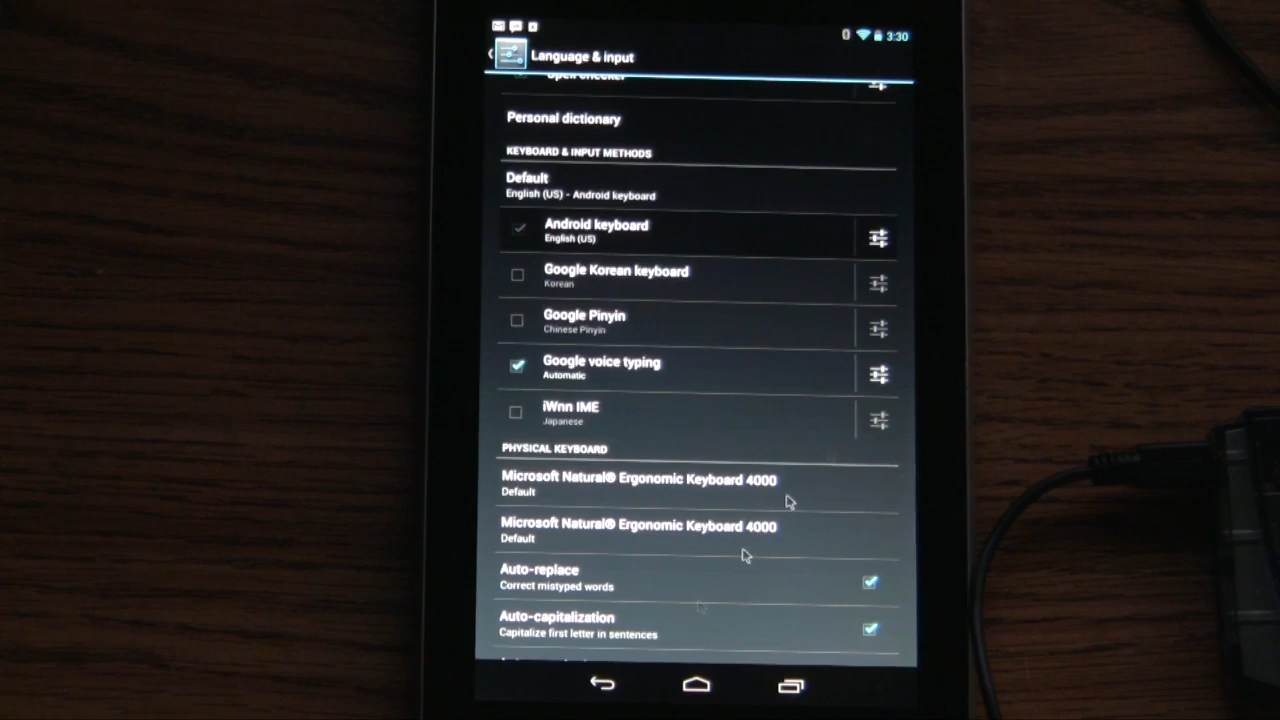 3:30
Language & input
Spell checker
Personal dictionary
KEYBOARD & INPUT METHODS
Default
English (US) - Android keyboard
Android keyboard
English (US)
Google Korean keyboard
Korean
Google Pinyin
Chinese Pinyin
Google voice typing
Automatic
iWnn IME
Japanese
PHYSICAL KEYBOARD
Microsoft Natural® Ergonomic Keyboard 4000
Default
Microsoft Natural® Ergonomic Keyboard 4000
Default
Auto-replace
Correct mistyped words
Auto-capitalization
Capitalize first letter in sentences